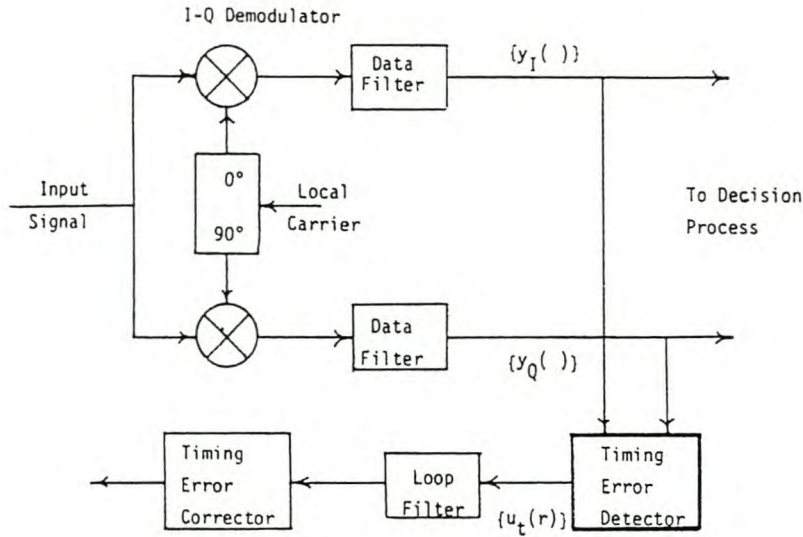 I-Q Demodulator
Data
Filter
{y_I( )}
0°
90°
Input
Signal
Local
Carrier
To Decision
Process
Data
Filter
{y_Q( )}
Timing
Error
Corrector
Loop
Filter
{u_t(r)}
Timing
Error
Detector